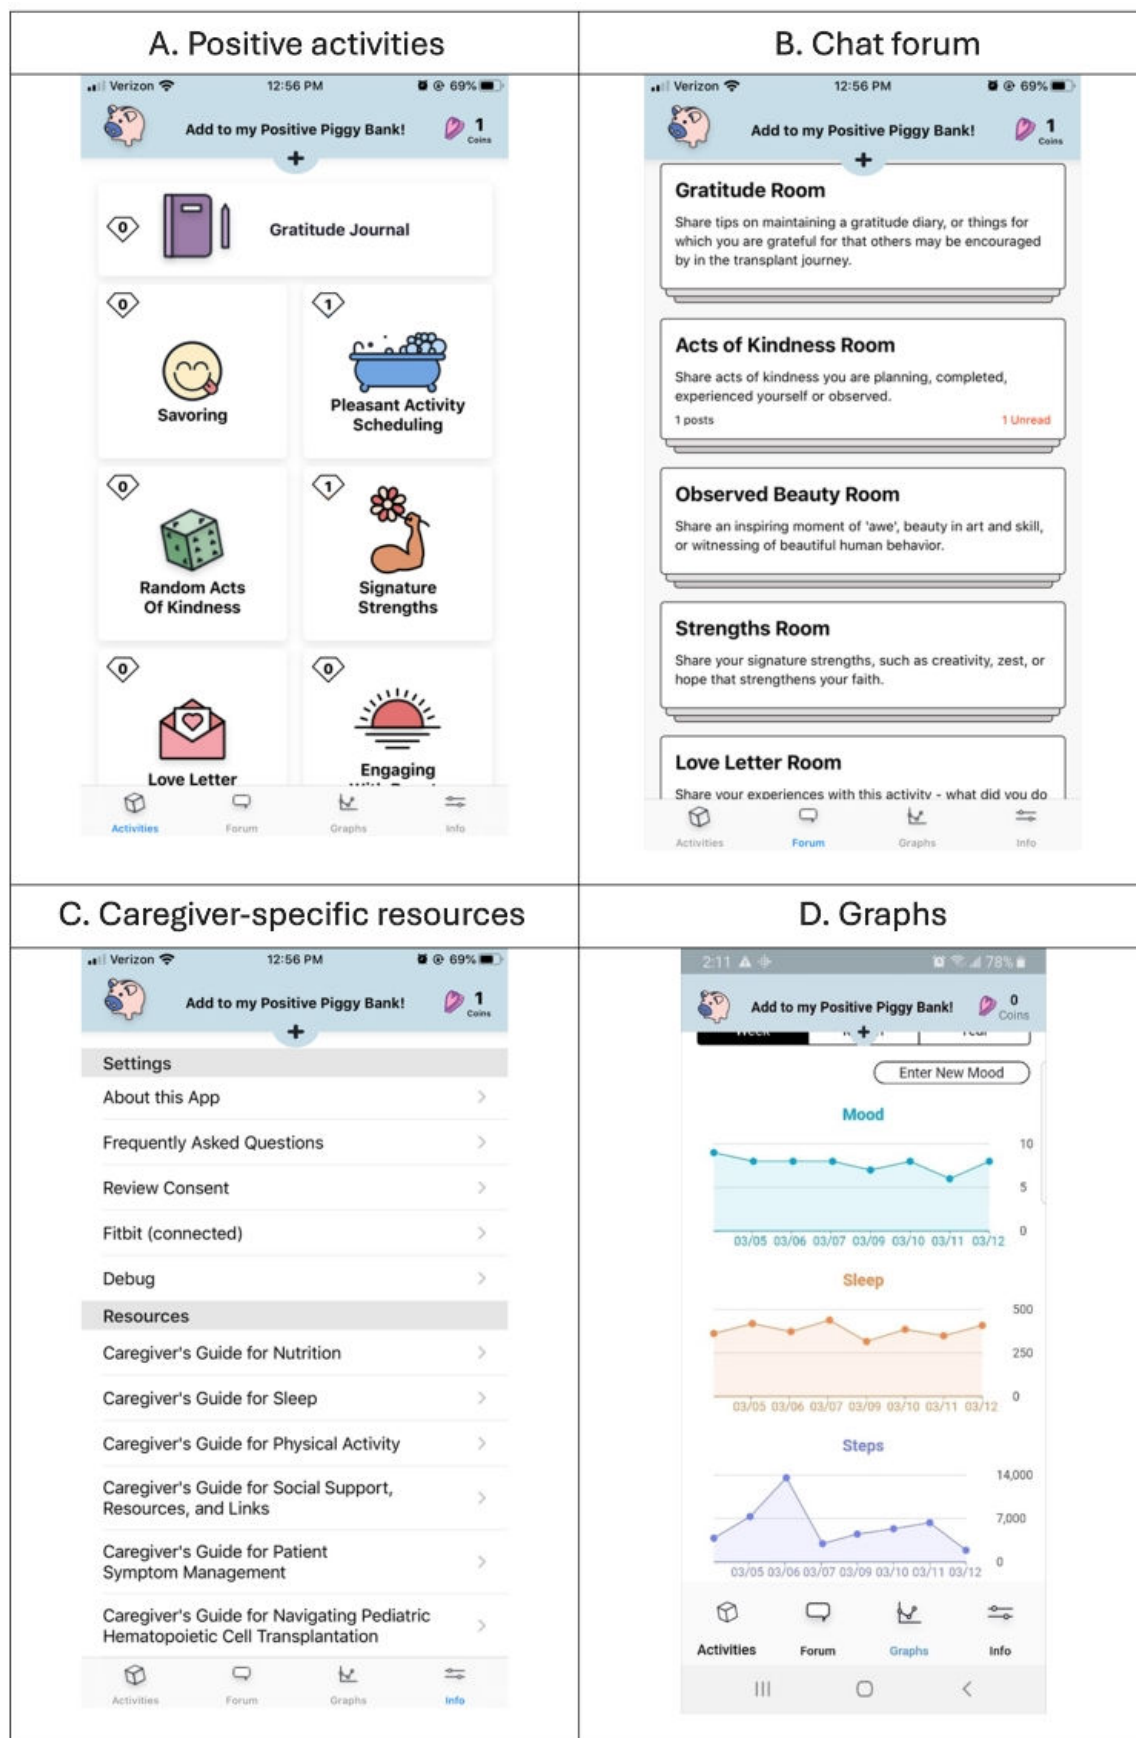 A. Positive activities
Verizon 12:56 PM 69%
Add to my Positive Piggy Bank! 1
Coins
+
0 Gratitude Journal
0 1
Savoring
Pleasant Activity
Scheduling
0 1
Random Acts
Of Kindness
Signature
Strengths
0 0
Love Letter
Engaging
Activities Forum Graphs Info
B. Chat forum
Verizon 12:56 PM 69%
Add to my Positive Piggy Bank! 1
Coins
+
Gratitude Room
Share tips on maintaining a gratitude diary, or things for
which you are grateful for that others may be encouraged
by in the transplant journey.
Acts of Kindness Room
Share acts of kindness you are planning, completed,
experienced yourself or observed.
1 posts 1 Unread
Observed Beauty Room
Share an inspiring moment of 'awe', beauty in art and skill,
or witnessing of beautiful human behavior.
Strengths Room
Share your signature strengths, such as creativity, zest, or
hope that strengthens your faith.
Love Letter Room
Share your experiences with this activity - what did you do
Activities Forum Graphs Info
C. Caregiver-specific resources
Verizon 12:56 PM 69%
Add to my Positive Piggy Bank! 1
Coins
+
Settings
About this App
Frequently Asked Questions
Review Consent
Fitbit (connected)
Debug
Resources
Caregiver's Guide for Nutrition
Caregiver's Guide for Sleep
Caregiver's Guide for Physical Activity
Caregiver's Guide for Social Support,
Resources, and Links
Caregiver's Guide for Patient
Symptom Management
Caregiver's Guide for Navigating Pediatric
Hematopoietic Cell Transplantation
Activities Forum Graphs Info
D. Graphs
2:11 78%
Add to my Positive Piggy Bank! 0
Coins
Week + Year
Enter New Mood
Mood
10
5
0
03/05 03/06 03/07 03/09 03/10 03/11 03/12
Sleep
500
250
0
03/05 03/06 03/07 03/09 03/10 03/11 03/12
Steps
14,000
7,000
0
03/05 03/06 03/07 03/09 03/10 03/11 03/12
Activities Forum Graphs Info